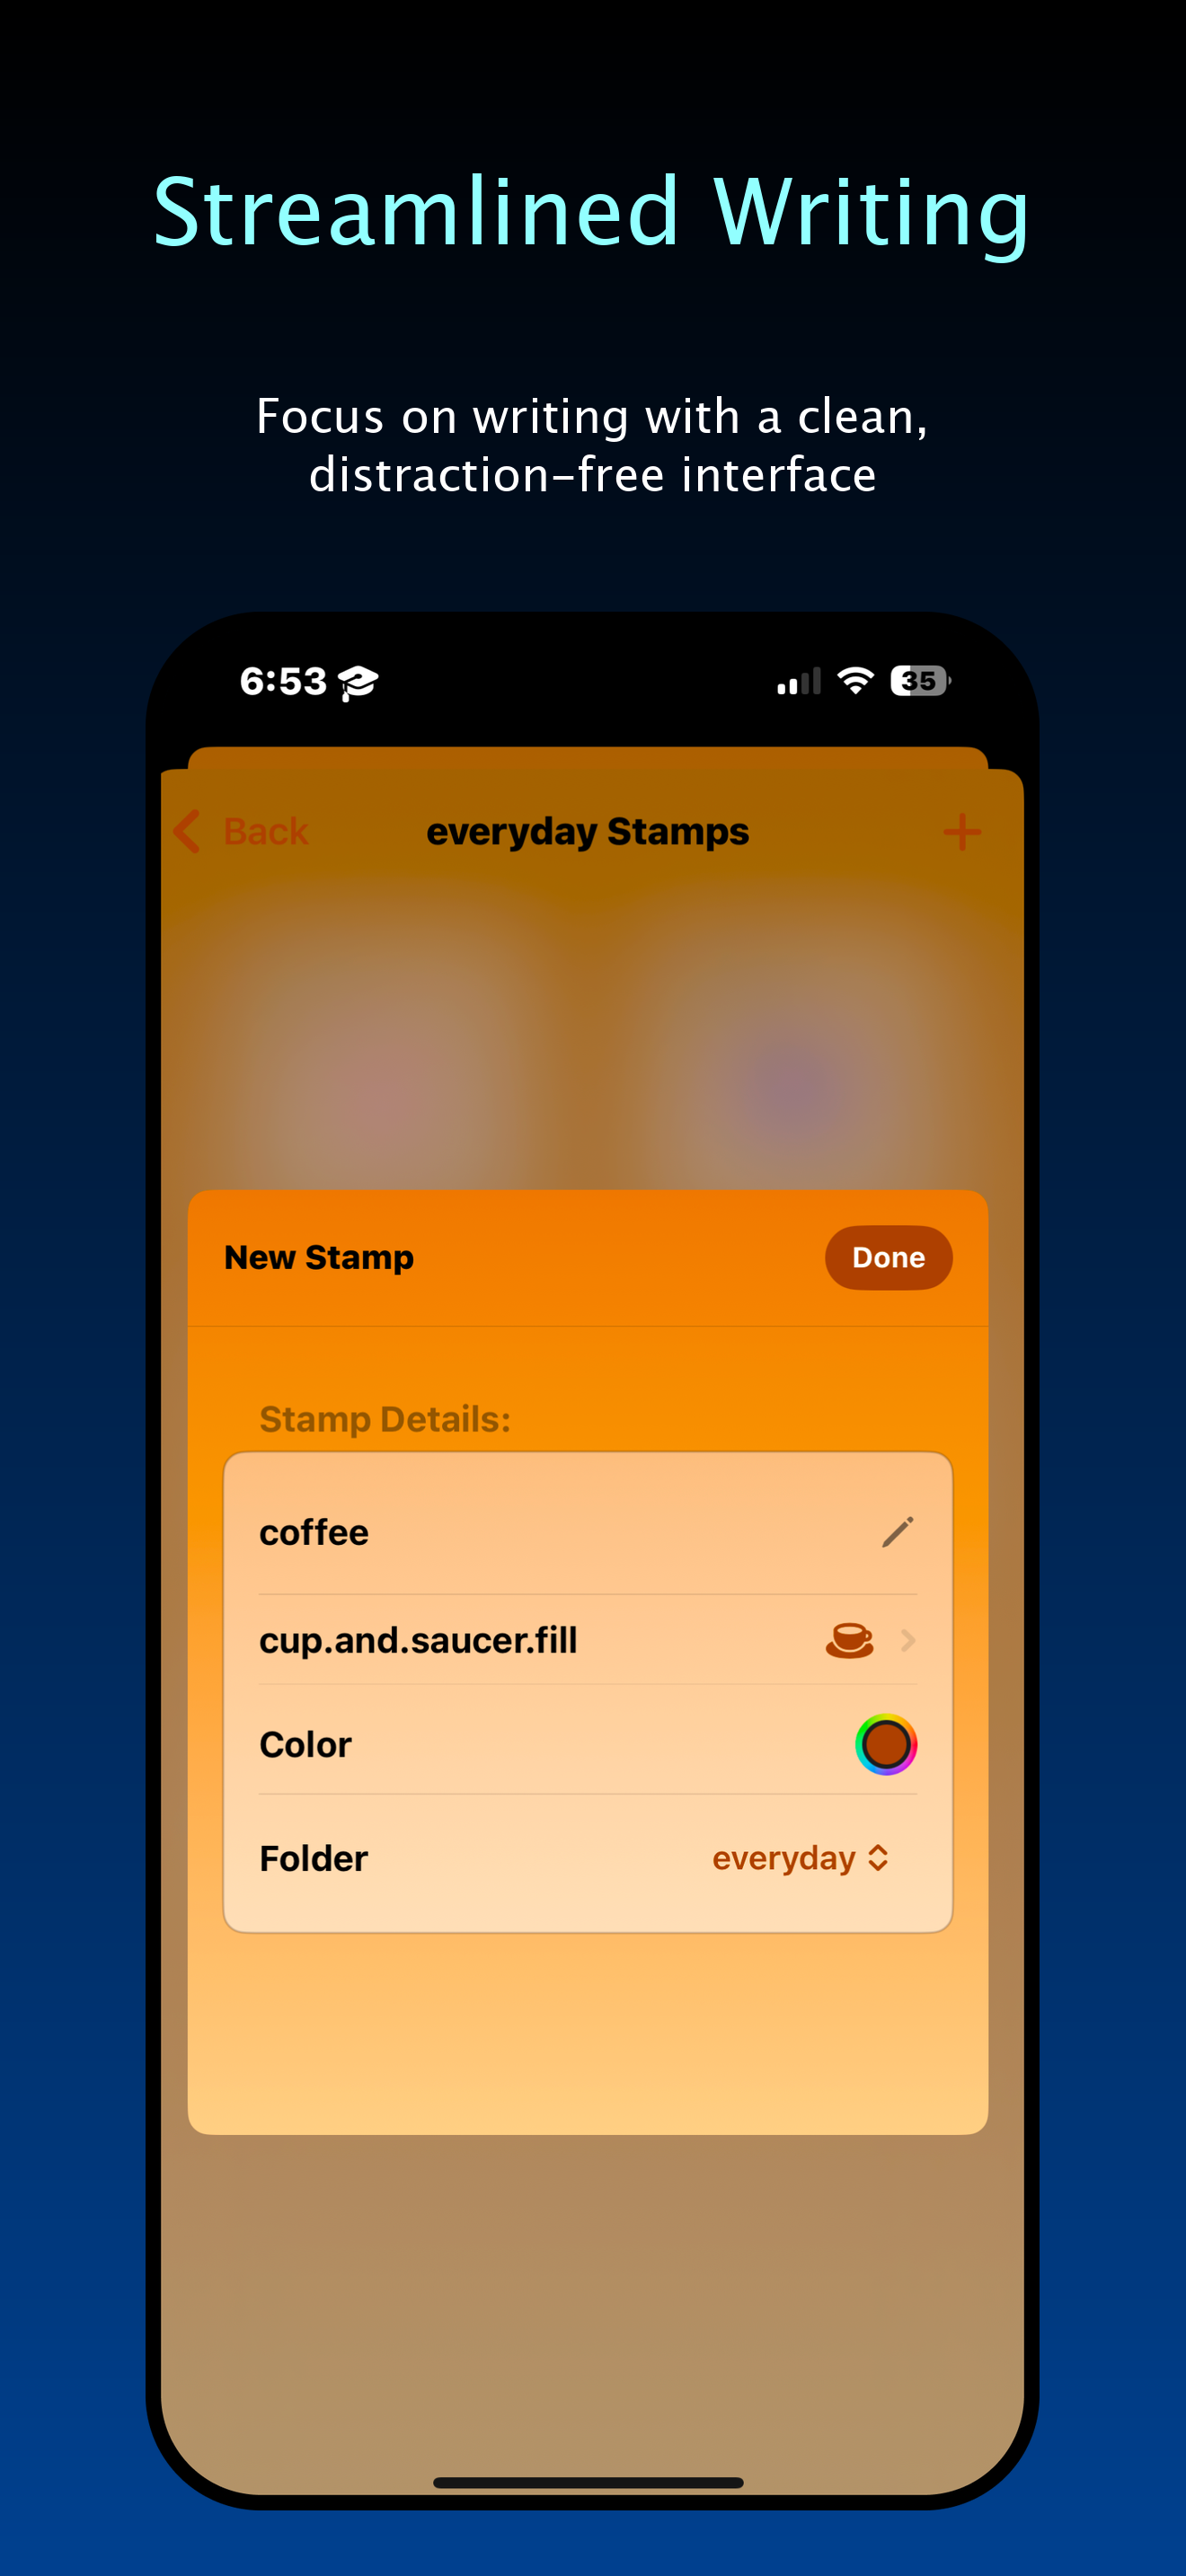 Streamlined Writing
Focus on writing with a clean,
distraction-free interface
6:53
35
Back
everyday Stamps
New Stamp
Done
Stamp Details:
coffee
cup.and.saucer.fill
Color
Folder
everyday